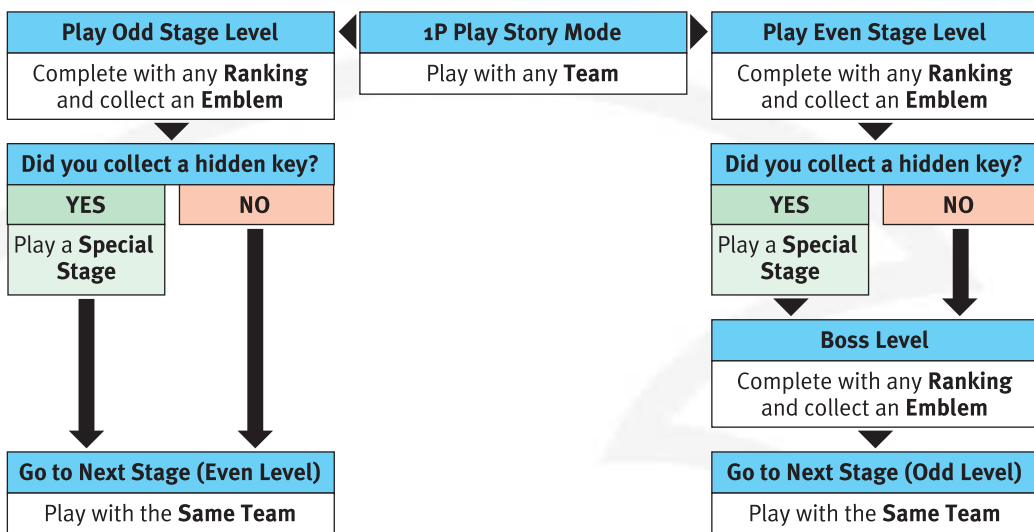 1P Play Story Mode
Play with any Team
Play Odd Stage Level
Complete with any Ranking
and collect an Emblem
Did you collect a hidden key?
YES
NO
Play a Special
Stage
Go to Next Stage (Even Level)
Play with the Same Team
Play Even Stage Level
Complete with any Ranking
and collect an Emblem
Did you collect a hidden key?
YES
NO
Play a Special
Stage
Boss Level
Complete with any Ranking
and collect an Emblem
Go to Next Stage (Odd Level)
Play with the Same Team